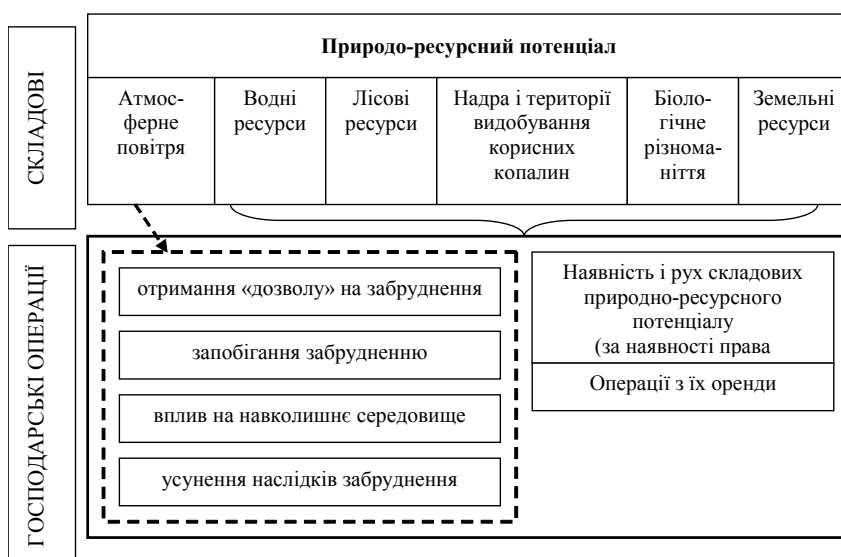 СКЛАДОВІ
Природо-ресурсний потенціал
Атмос-
ферне
повітря
Водні
ресурси
Лісові
ресурси
Надра і території
видобування
корисних
копалин
Біоло-
гічне
різнома-
ніття
Земельні
ресурси
ГОСПОДАРСЬКІ ОПЕРАЦІЇ
отримання «дозволу» на забруднення
запобігання забрудненню
вплив на навколишнє середовище
усунення наслідків забруднення
Наявність і рух складових
природно-ресурсного
потенціалу
(за наявності права
Операції з їх оренди